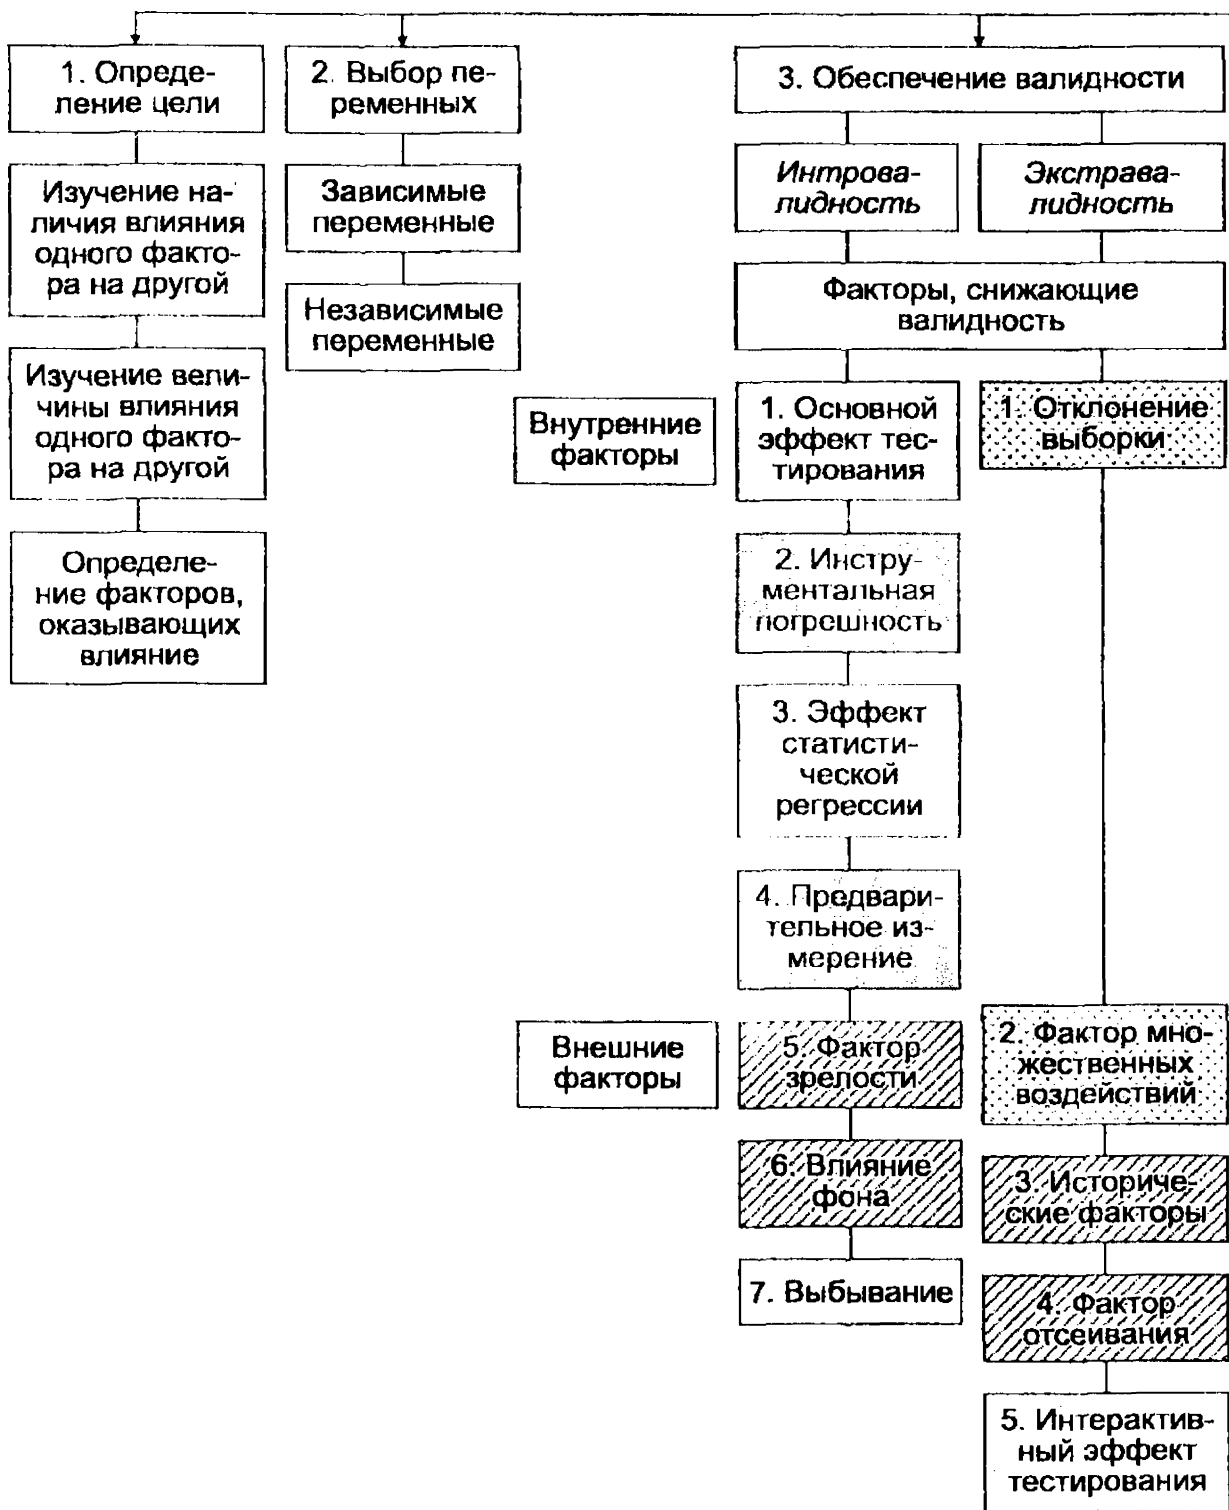 1. Опреде-
ление цели
Изучение на-
личия влияния
одного факто-
ра на другой
Изучение вели-
чины влияния
одного факто-
ра на другой
Определе-
ние факторов,
оказывающих
влияние
2. Выбор пе-
ременных
Зависимые
переменные
Независимые
переменные
3. Обеспечение валидности
Интрова-
лидность
Экстрава-
лидность
Факторы, снижающие
валидность
Внутренние
факторы
1. Основной
эффект тес-
тирования
2. Инстру-
ментальная
погрешность
3. Эффект
статисти-
ческой
регрессии
4. Предвари-
тельное из-
мерение
Внешние
факторы
5. Фактор
зрелости
6. Влияние
фона
7. Выбывание
1. Отклонение
выборки
2. Фактор мно-
жественных
воздействий
3. Историче-
ские факторы
4. Фактор
отсеивания
5. Интерактив-
ный эффект
тестирования